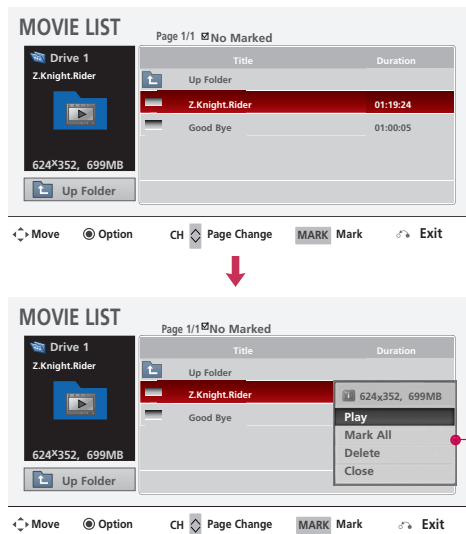 MOVIE LIST
Page 1/1 No Marked
Drive 1
Z.Knight.Rider
624x352, 699MB
Up Folder
Title Duration
Up Folder
Z.Knight.Rider 01:19:24
Good Bye 01:00:05
Move Option CH Page Change MARK Mark Exit
MOVIE LIST
Page 1/1 No Marked
Drive 1
Z.Knight.Rider
624x352, 699MB
Up Folder
Title Duration
Up Folder
Z.Knight.Rider
Good Bye
624x352, 699MB
Play
Mark All
Delete
Close
Move Option CH Page Change MARK Mark Exit